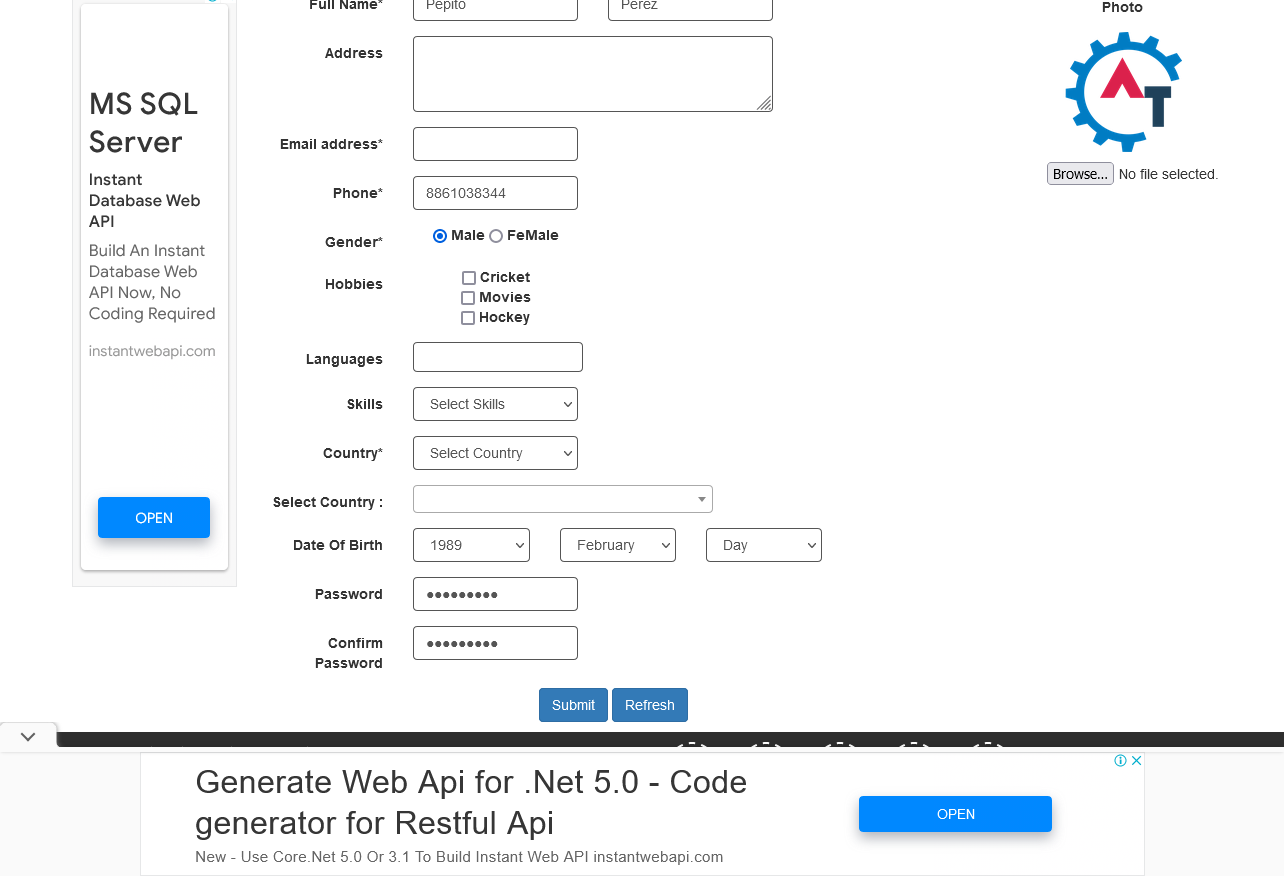 Full Name*
Pepito
Perez
Photo
Address
Email address*
Phone*
8861038344
Browse...
No file selected.
Gender*
Male
FeMale
Hobbies
Cricket
Movies
Hockey
Languages
Skills
Select Skills
Country*
Select Country
Select Country :
Date Of Birth
1989
February
Day
Password
●●●●●●●●●
Confirm
Password
●●●●●●●●●
Submit
Refresh
MS SQL
Server
Instant
Database Web
API
Build An Instant
Database Web
API Now, No
Coding Required
instantwebapi.com
OPEN
AT
Generate Web Api for .Net 5.0 - Code
generator for Restful Api
New - Use Core.Net 5.0 Or 3.1 To Build Instant Web API instantwebapi.com
OPEN